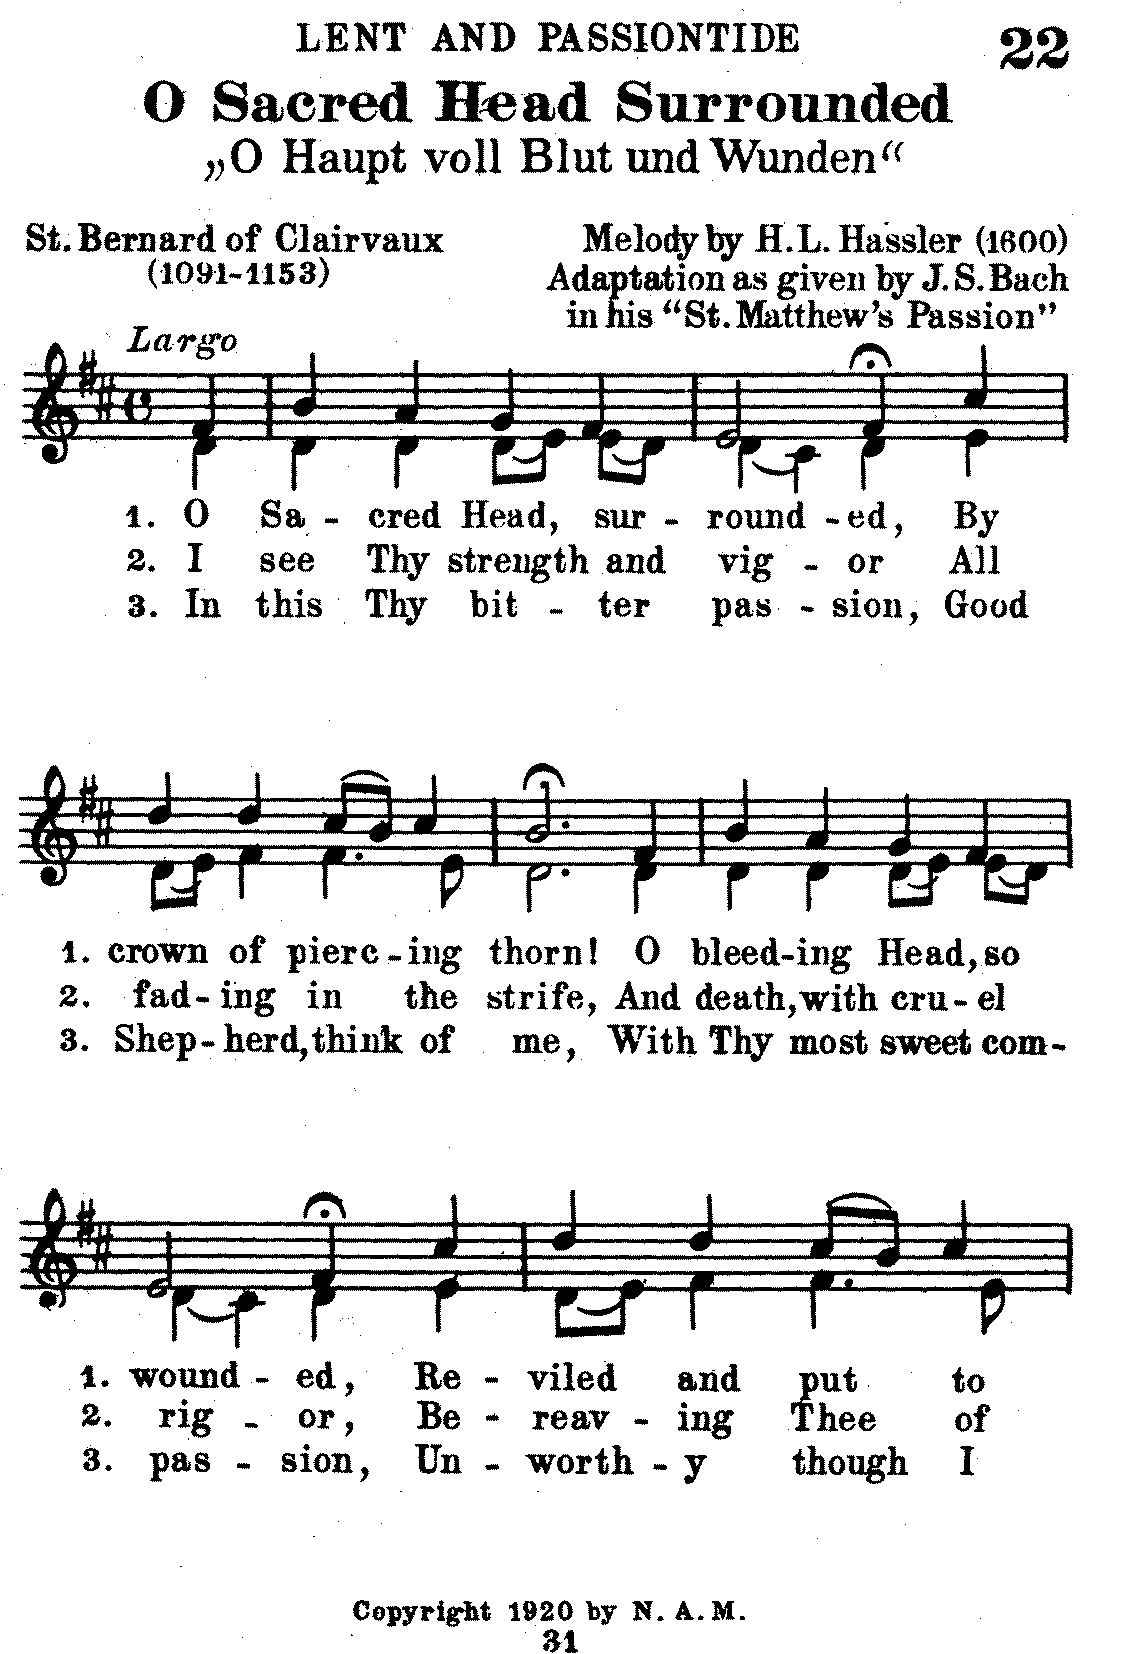 LENT AND PASSIONTIDE 22
O Sacred Head Surrounded
„O Haupt voll Blut und Wunden“
St. Bernard of Clairvaux
(1091-1153)
Melody by H. L. Hassler (1600)
Adaptation as given by J. S. Bach
in his “St. Matthew's Passion”
Largo
1. O Sa - cred Head, sur - round - ed, By
2. I see Thy strength and vig - or All
3. In this Thy bit - ter pas - sion, Good
1. crown of pierc - ing thorn! O bleed-ing Head, so
2. fad - ing in the strife, And death, with cru - el
3. Shep - herd, think of me, With Thy most sweet com-
1. wound - ed, Re - viled and put to
2. rig - or, Be - reav - ing Thee of
3. pas - sion, Un - worth - y though I
Copyright 1920 by N. A. M.
31